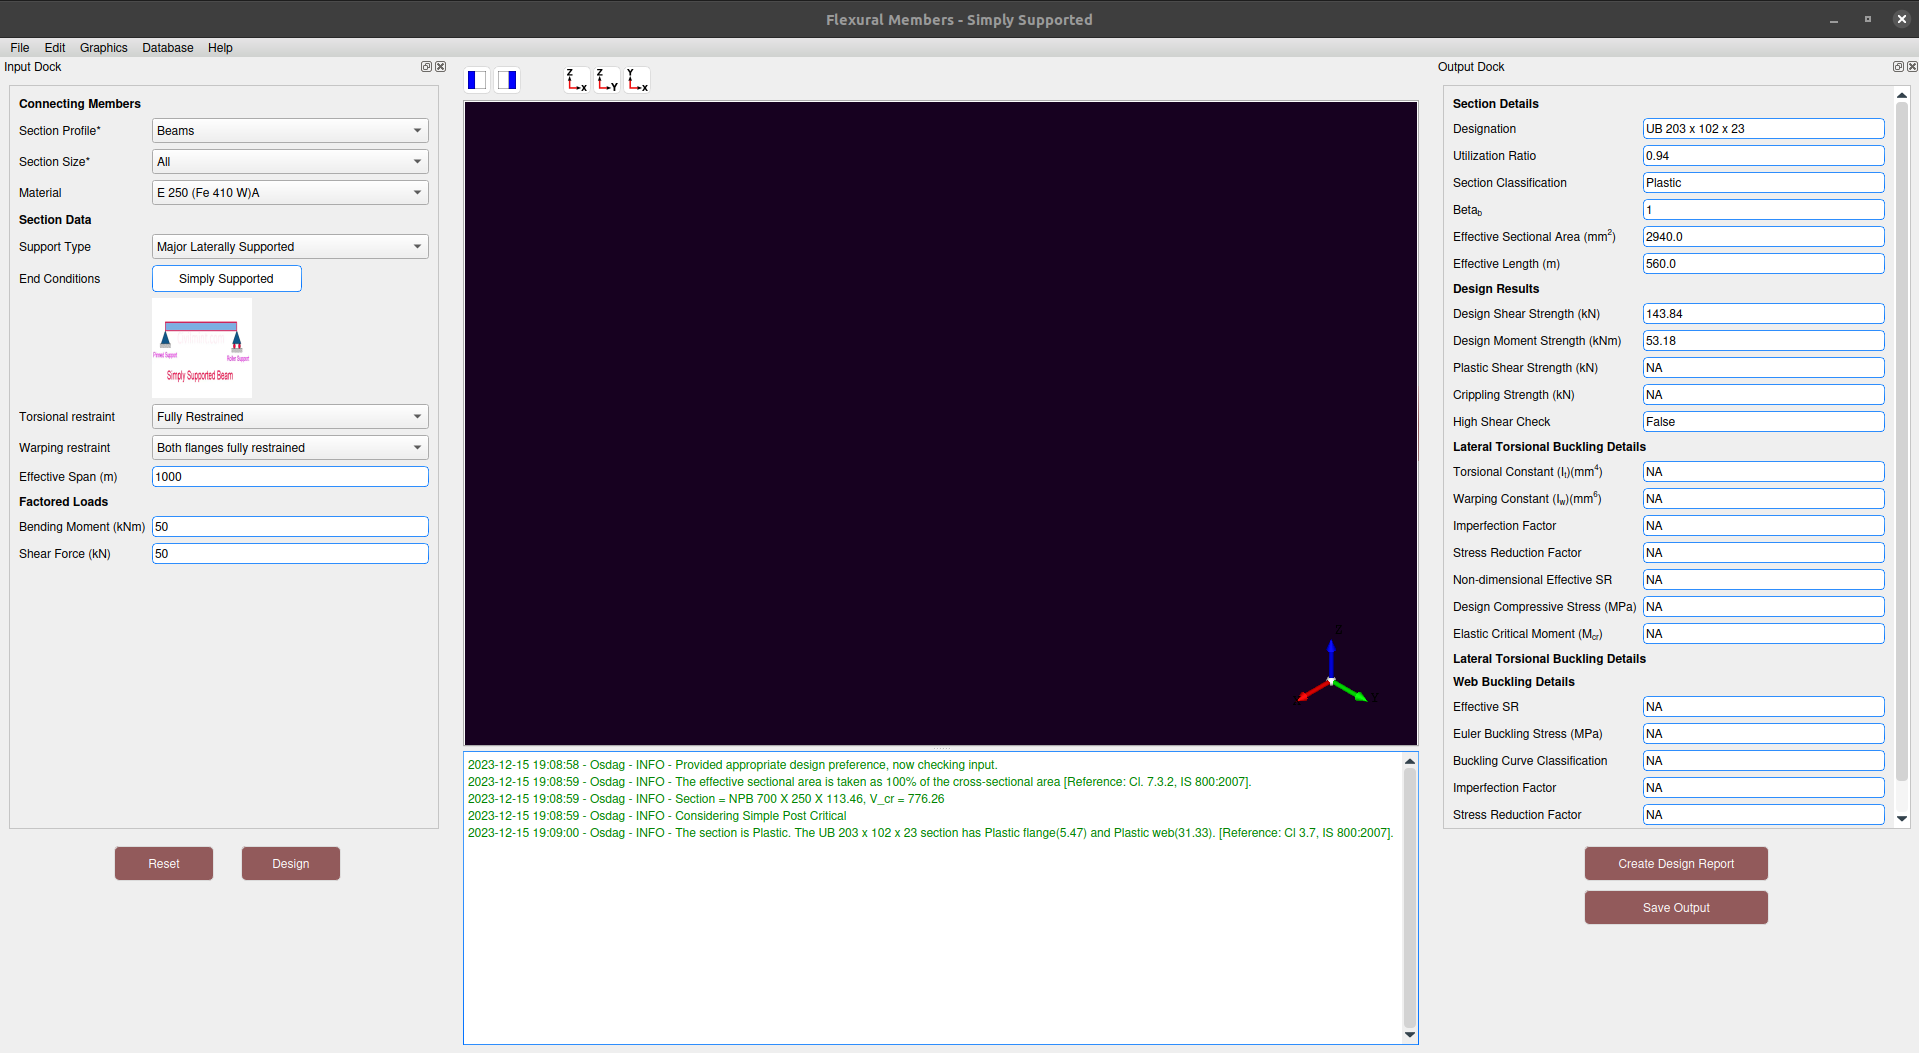 Flexural Members - Simply Supported
File Edit Graphics Database Help
Input Dock
Connecting Members
Section Profile* Beams
Section Size* All
Material E 250 (Fe 410 W)A
Section Data
Support Type Major Laterally Supported
End Conditions Simply Supported
Pinned Support
Roller Support
Simply Supported Beam
Torsional restraint Fully Restrained
Warping restraint Both flanges fully restrained
Effective Span (m) 1000
Factored Loads
Bending Moment (kNm) 50
Shear Force (kN) 50
Reset Design
Z X Z Y Y X
2023-12-15 19:08:58 - Osdag - INFO - Provided appropriate design preference, now checking input.
2023-12-15 19:08:59 - Osdag - INFO - The effective sectional area is taken as 100% of the cross-sectional area [Reference: Cl. 7.3.2, IS 800:2007].
2023-12-15 19:08:59 - Osdag - INFO - Section = NPB 700 X 250 X 113.46, V_cr = 776.26
2023-12-15 19:08:59 - Osdag - INFO - Considering Simple Post Critical
2023-12-15 19:09:00 - Osdag - INFO - The section is Plastic. The UB 203 x 102 x 23 section has Plastic flange(5.47) and Plastic web(31.33). [Reference: Cl 3.7, IS 800:2007].
Output Dock
Section Details
Designation UB 203 x 102 x 23
Utilization Ratio 0.94
Section Classification Plastic
Betab 1
Effective Sectional Area (mm2) 2940.0
Effective Length (m) 560.0
Design Results
Design Shear Strength (kN) 143.84
Design Moment Strength (kNm) 53.18
Plastic Shear Strength (kN) NA
Crippling Strength (kN) NA
High Shear Check False
Lateral Torsional Buckling Details
Torsional Constant (It)(mm4) NA
Warping Constant (Iw)(mm6) NA
Imperfection Factor NA
Stress Reduction Factor NA
Non-dimensional Effective SR NA
Design Compressive Stress (MPa) NA
Elastic Critical Moment (Mcr) NA
Lateral Torsional Buckling Details
Web Buckling Details
Effective SR NA
Euler Buckling Stress (MPa) NA
Buckling Curve Classification NA
Imperfection Factor NA
Stress Reduction Factor NA
Create Design Report
Save Output